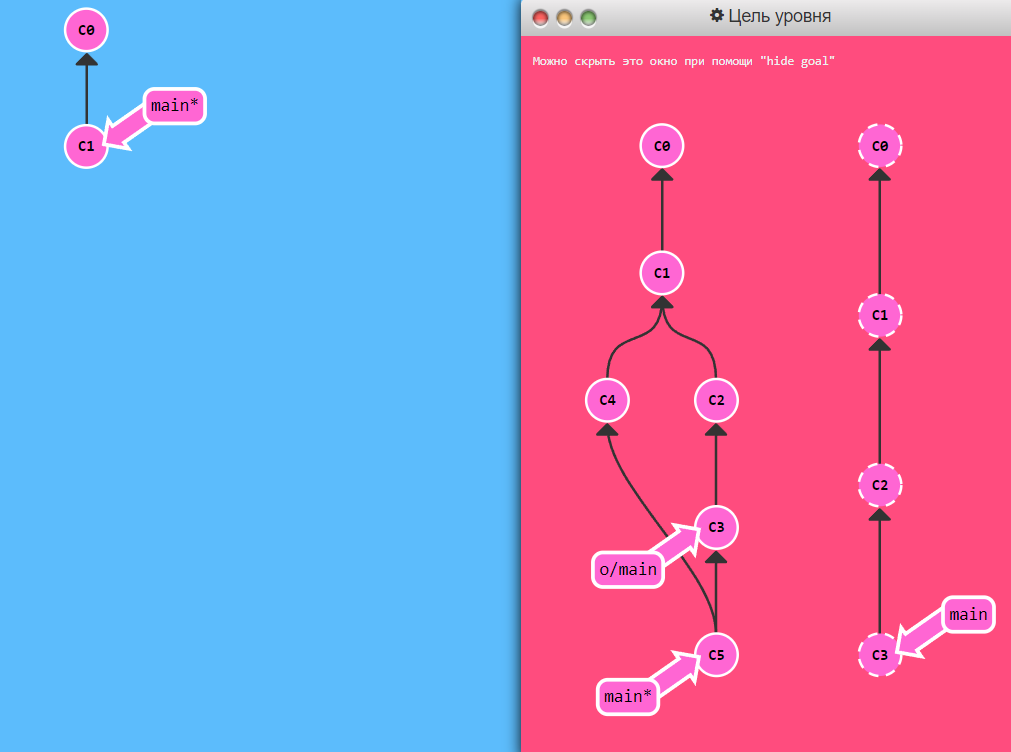 C0
main*
C1
Цель уровня
Можно скрыть это окно при помощи "hide goal"
C0
C1
C4
C2
C3
o/main
C5
main*
C0
C1
C2
main
C3